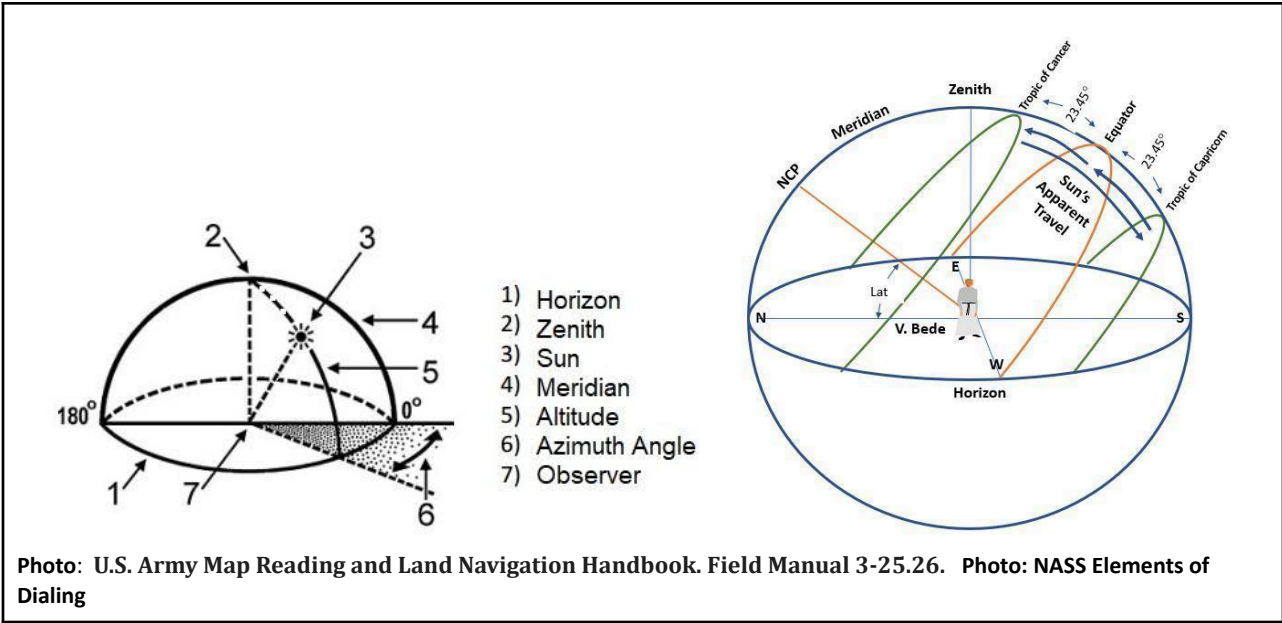 2
3
4
5
180°
0°
1
7
6
1) Horizon
2) Zenith
3) Sun
4) Meridian
5) Altitude
6) Azimuth Angle
7) Observer
Zenith
Meridian
NCP
Tropic of Cancer
23.45°
Equator
23.45°
Tropic of Capricorn
Sun's
Apparent
Travel
E
Lat
N
V. Bede
S
W
Horizon
Photo: U.S. Army Map Reading and Land Navigation Handbook. Field Manual 3-25.26. Photo: NASS Elements of
Dialing